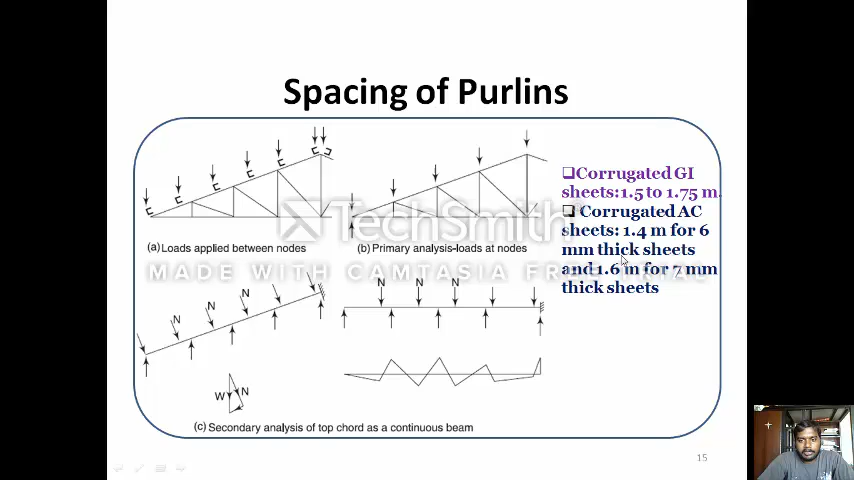 Spacing of Purlins
(a) Loads applied between nodes
(b) Primary analysis-loads at nodes
❑Corrugated GI
sheets:1.5 to 1.75 m.
❑ Corrugated AC
sheets: 1.4 m for 6
mm thick sheets
and 1.6 m for 7 mm
thick sheets
TechSmith
MADE WITH CAMTASIA FREE TRIAL
N
N
N
N N N
W N
(c) Secondary analysis of top chord as a continuous beam
15